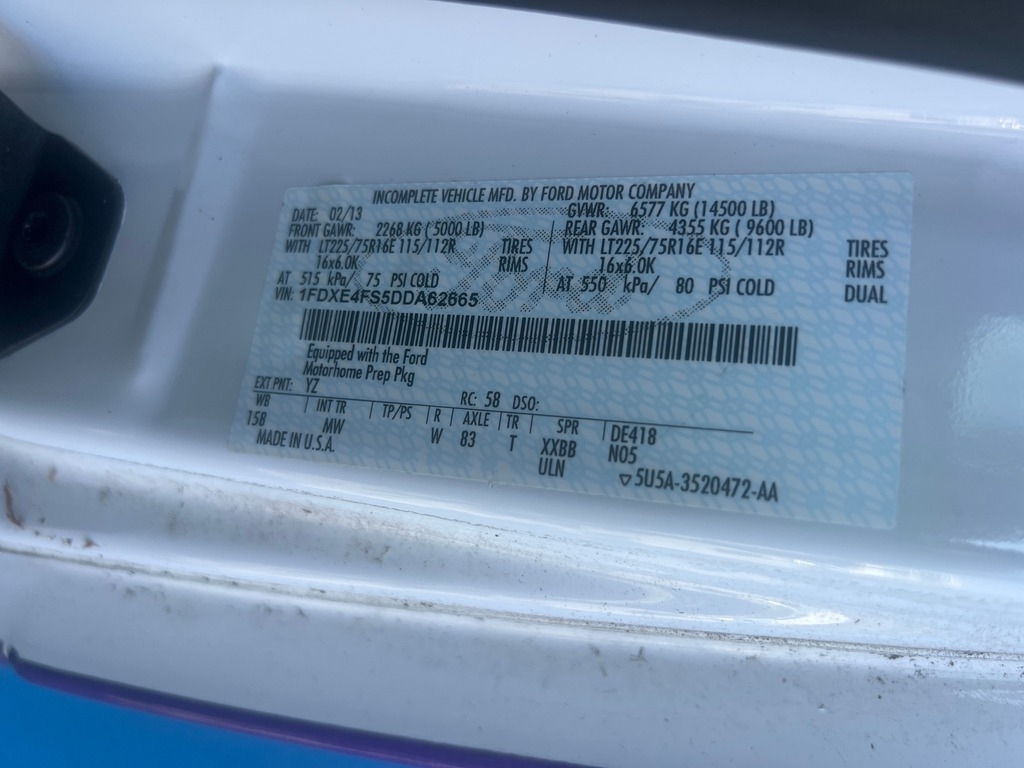 INCOMPLETE VEHICLE MFD. BY FORD MOTOR COMPANY
DATE: 02/13 GVWR: 6577 KG (14500 LB)
FRONT GAWR: 2268 KG ( 5000 LB) REAR GAWR: 4355 KG ( 9600 LB)
WITH LT225/75R16E 115/112R TIRES WITH LT225/75R16E 115/112R TIRES
16x6.0K RIMS 16x6.0K RIMS
AT 515 kPa/ 75 PSI COLD AT 550 kPa/ 80 PSI COLD DUAL
VIN: 1FDXE4FS5DDA62665
Equipped with the Ford
Motorhome Prep Pkg
EXT PNT: YZ RC: 58 DSO:
WB INT TR TP/PS R AXLE TR SPR DE418
158 MW W 83 T XXBB N05
MADE IN U.S.A. ULN ▽5U5A-3520472-AA